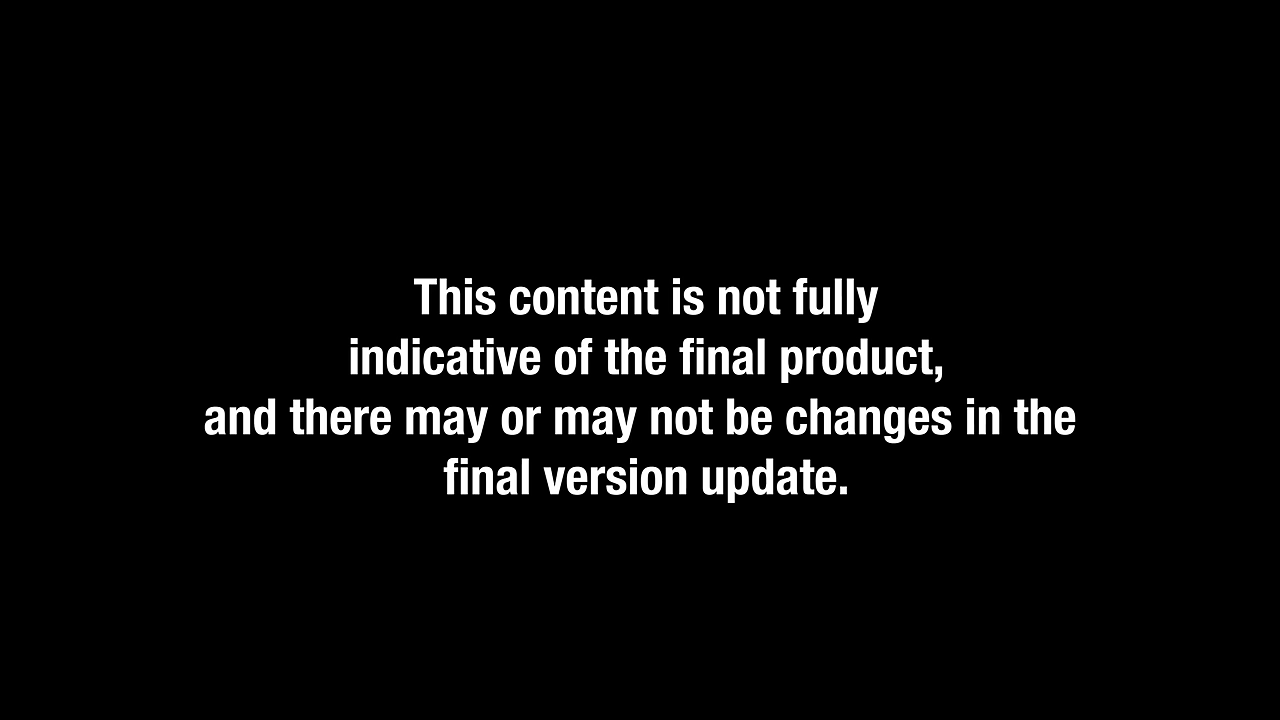 This content is not fully
indicative of the final product,
and there may or may not be changes in the
final version update.